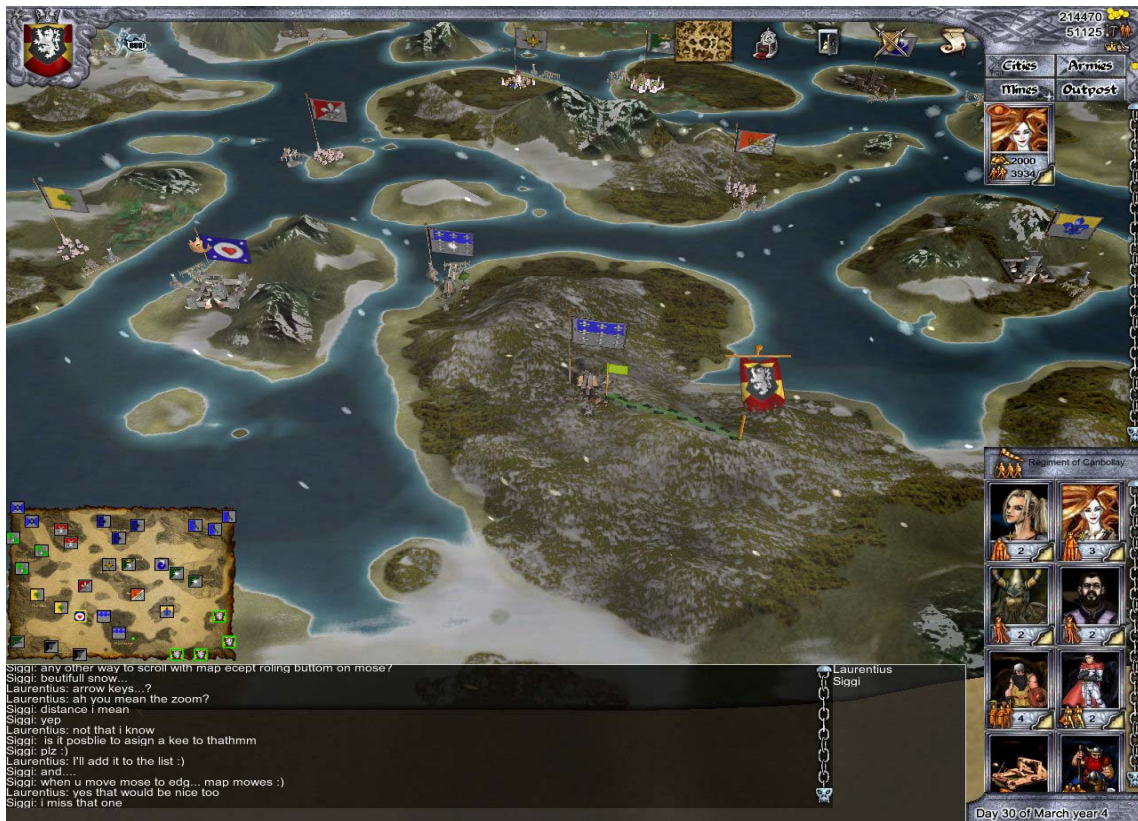 SIGGI
214470
51125
Cities
Armies
Mines
Outpost
2000
3934
Regiment of Canbollay
2
3
2
2
4
2
Siggi: any other way to scroll with map ecept roling buttom on mose?
Siggi: beutifull snow...
Laurentius: arrow keys...?
Laurentius: ah you mean the zoom?
Siggi: distance i mean
Siggi: yep
Laurentius: not that i know
Siggi:  is it posblie to asign a kee to thathmm
Siggi: plz :)
Laurentius: I'll add it to the list :)
Siggi: and....
Siggi: when u move mose to edg... map mowes :)
Laurentius: yes that would be nice too
Siggi: i miss that one
Laurentius
Siggi
Day 30 of March year 4